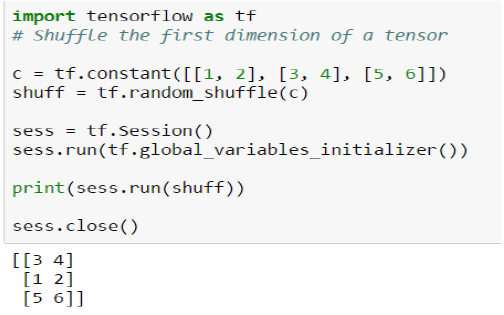 import tensorflow as tf
# Shuffle the first dimension of a tensor
c = tf.constant([[1, 2], [3, 4], [5, 6]])
shuff = tf.random_shuffle(c)
sess = tf.Session()
sess.run(tf.global_variables_initializer())
print(sess.run(shuff))
sess.close()
[[3 4]
 [1 2]
 [5 6]]